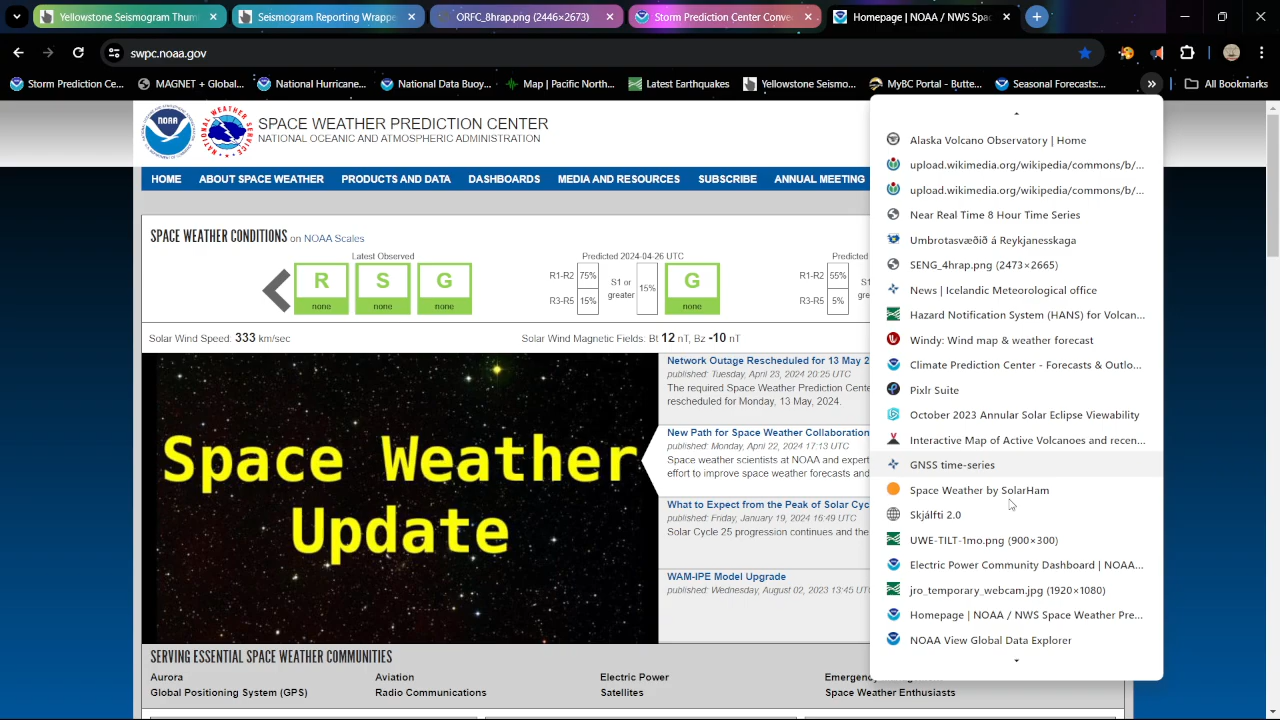 Yellowstone Seismogram Thum
Seismogram Reporting Wrappe
ORFC_8hrap.png (2446×2673)
Storm Prediction Center Conve
Homepage | NOAA / NWS Spac
swpc.noaa.gov
Storm Prediction Ce...
MAGNET + Global...
National Hurricane...
National Data Buoy...
Map | Pacific North...
Latest Earthquakes
Yellowstone Seismo...
MyBC Portal - Butte...
Seasonal Forecasts:...
All Bookmarks
NOAA
NATIONAL WEATHER SERVICE
SPACE WEATHER PREDICTION CENTER
NATIONAL OCEANIC AND ATMOSPHERIC ADMINISTRATION
HOME
ABOUT SPACE WEATHER
PRODUCTS AND DATA
DASHBOARDS
MEDIA AND RESOURCES
SUBSCRIBE
ANNUAL MEETING
SPACE WEATHER CONDITIONS on NOAA Scales
Latest Observed
R
none
S
none
G
none
Predicted 2024-04-26 UTC
R1-R2 75%
R3-R5 15%
S1 or greater 15%
G
none
Predicted
R1-R2 55%
R3-R5 5%
S1
gre
Solar Wind Speed: 333 km/sec
Solar Wind Magnetic Fields: Bt 12 nT, Bz -10 nT
Space Weather
Update
Network Outage Rescheduled for 13 May 2
published: Tuesday, April 23, 2024 20:25 UTC
The required Space Weather Prediction Cente
rescheduled for Monday, 13 May, 2024.
New Path for Space Weather Collaboration
published: Monday, April 22, 2024 17:13 UTC
Space weather scientists at NOAA and expert
effort to improve space weather forecasts and
What to Expect from the Peak of Solar Cyc
published: Friday, January 19, 2024 16:49 UTC
Solar Cycle 25 progression continues and the
WAM-IPE Model Upgrade
published: Wednesday, August 02, 2023 13:45 UTC
SERVING ESSENTIAL SPACE WEATHER COMMUNITIES
Aurora
Aviation
Electric Power
Global Positioning System (GPS)
Radio Communications
Satellites
Space Weather Enthusiasts
Alaska Volcano Observatory | Home
upload.wikimedia.org/wikipedia/commons/b/...
upload.wikimedia.org/wikipedia/commons/b/...
Near Real Time 8 Hour Time Series
Umbrotasvæðið á Reykjanesskaga
SENG_4hrap.png (2473×2665)
News | Icelandic Meteorological office
Hazard Notification System (HANS) for Volcan...
Windy: Wind map & weather forecast
Climate Prediction Center - Forecasts & Outlo...
Pixlr Suite
October 2023 Annular Solar Eclipse Viewability
Interactive Map of Active Volcanoes and recen...
GNSS time-series
Space Weather by SolarHam
Skjálfti 2.0
UWE-TILT-1mo.png (900×300)
Electric Power Community Dashboard | NOAA...
jro_temporary_webcam.jpg (1920×1080)
Homepage | NOAA / NWS Space Weather Pre...
NOAA View Global Data Explorer